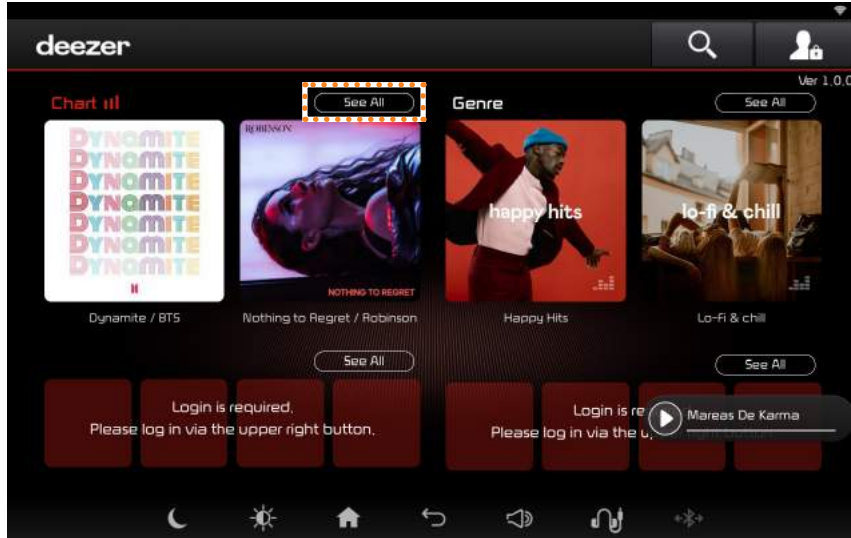 deezer
Ver 1.0.0
Chart
See All
Genre
See All
DYNAMITE
DYNAMITE
DYNAMITE
DYNAMITE
DYNAMITE
DYNAMITE
DYNAMITE
ROBINSON
NOTHING TO REGRET
happy hits
lo-fi & chill
Dynamite / BTS
Nothing to Regret / Robinson
Happy Hits
Lo-Fi & chill
See All
See All
Login is required.
Please log in via the upper right button.
Login is re
Please log in via the
Mareas De Karma